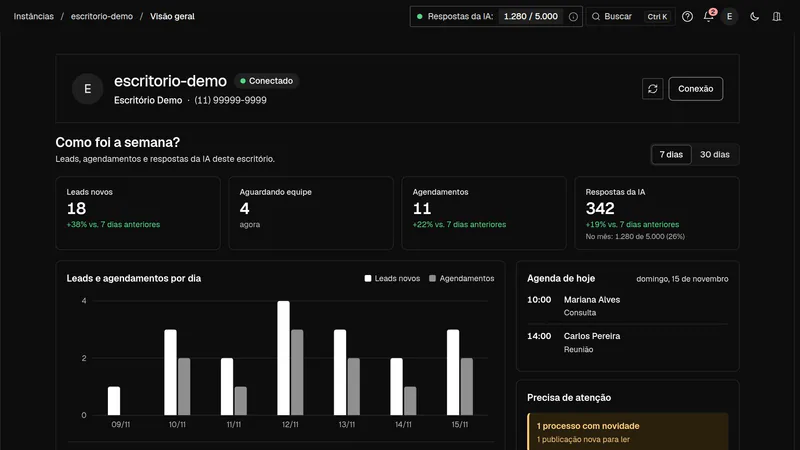 Instâncias / escritorio-demo / Visão geral
Respostas da IA: 1.280 / 5.000
Buscar Ctrl K
2
E
E
escritorio-demo
Conectado
Escritório Demo · (11) 99999-9999
Conexão
Como foi a semana?
Leads, agendamentos e respostas da IA deste escritório.
7 dias 30 dias
Leads novos
18
+38% vs. 7 dias anteriores
Aguardando equipe
4
agora
Agendamentos
11
+22% vs. 7 dias anteriores
Respostas da IA
342
+19% vs. 7 dias anteriores
No mês: 1.280 de 5.000 (26%)
Leads e agendamentos por dia
Leads novos Agendamentos
4
2
0
09/11 10/11 11/11 12/11 13/11 14/11 15/11
Agenda de hoje domingo, 15 de novembro
10:00 Mariana Alves
Consulta
14:00 Carlos Pereira
Reunião
Precisa de atenção
1 processo com novidade
1 publicação nova para ler